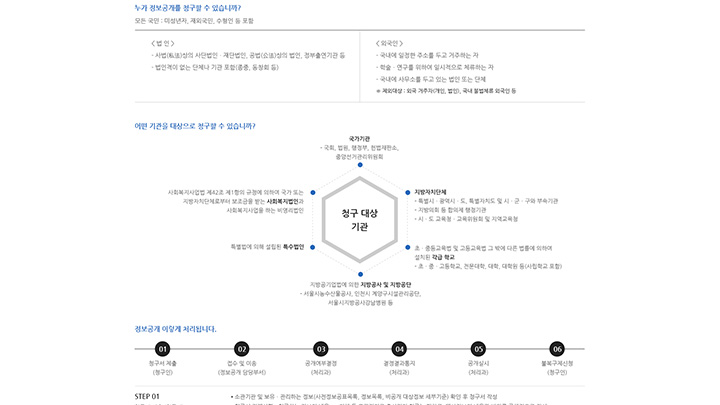 누가 정보공개를 청구할 수 있습니까?
모든 국민 : 미성년자, 재외국민, 수형인 등 포함
< 법 인 >
- 사법(私法)상의 사단법인ㆍ재단법인, 공법(公法)상의 법인, 정부출연기관 등
- 법인격이 없는 단체나 기관 포함(종중, 동창회 등)
< 외국인 >
- 국내에 일정한 주소를 두고 거주하는 자
- 학술ㆍ연구를 위하여 일시적으로 체류하는 자
- 국내에 사무소를 두고 있는 법인 또는 단체
※ 제외대상 : 외국 거주자(개인, 법인), 국내 불법체류 외국인 등
어떤 기관을 대상으로 청구할 수 있습니까?
국가기관
- 국회, 법원, 행정부, 헌법재판소,
중앙선거관리위원회
사회복지사업법 제42조 제1항의 규정에 의하여 국가 또는
지방자치단체로부터 보조금을 받는 사회복지법인과
사회복지사업을 하는 비영리법인
지방자치단체
- 특별시ㆍ광역시ㆍ도, 특별자치도 및 시ㆍ군ㆍ구와 부속기관
- 지방의회 등 합의제 행정기관
- 시ㆍ도 교육청ㆍ교육위원회 및 지역교육청
청구 대상
기관
특별법에 의해 설립된 특수법인
초ㆍ중등교육법 및 고등교육법 그 밖에 다른 법률에 의하여
설치된 각급 학교
- 초ㆍ중ㆍ고등학교, 전문대학, 대학, 대학원 등(사립학교 포함)
지방공기업법에 의한 지방공사 및 지방공단
- 서울시농수산물공사, 인천시 계양구시설관리공단,
서울시지방공사강남병원 등
정보공개 이렇게 처리됩니다.
01 02 03 04 05 06
청구서 제출 접수 및 이송 공개여부결정 결정결과통지 공개실시 불복구제신청
(청구인) (정보공개 담당부서) (처리과) (처리과) (처리과) (청구인)
STEP 01
• 소관기관 및 보유ㆍ관리하는 정보(사전정보공표목록, 정보목록, 비공개 대상정보 세부기준) 확인 후 청구서 작성